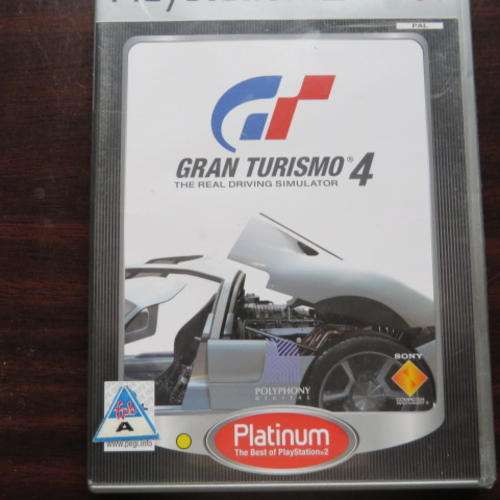 PAL
GRAN TURISMO® 4
THE REAL DRIVING SIMULATOR
POLYPHONY
DIGITAL
SONY
A
www.pegi.info
Platinum
The Best of PlayStation®2